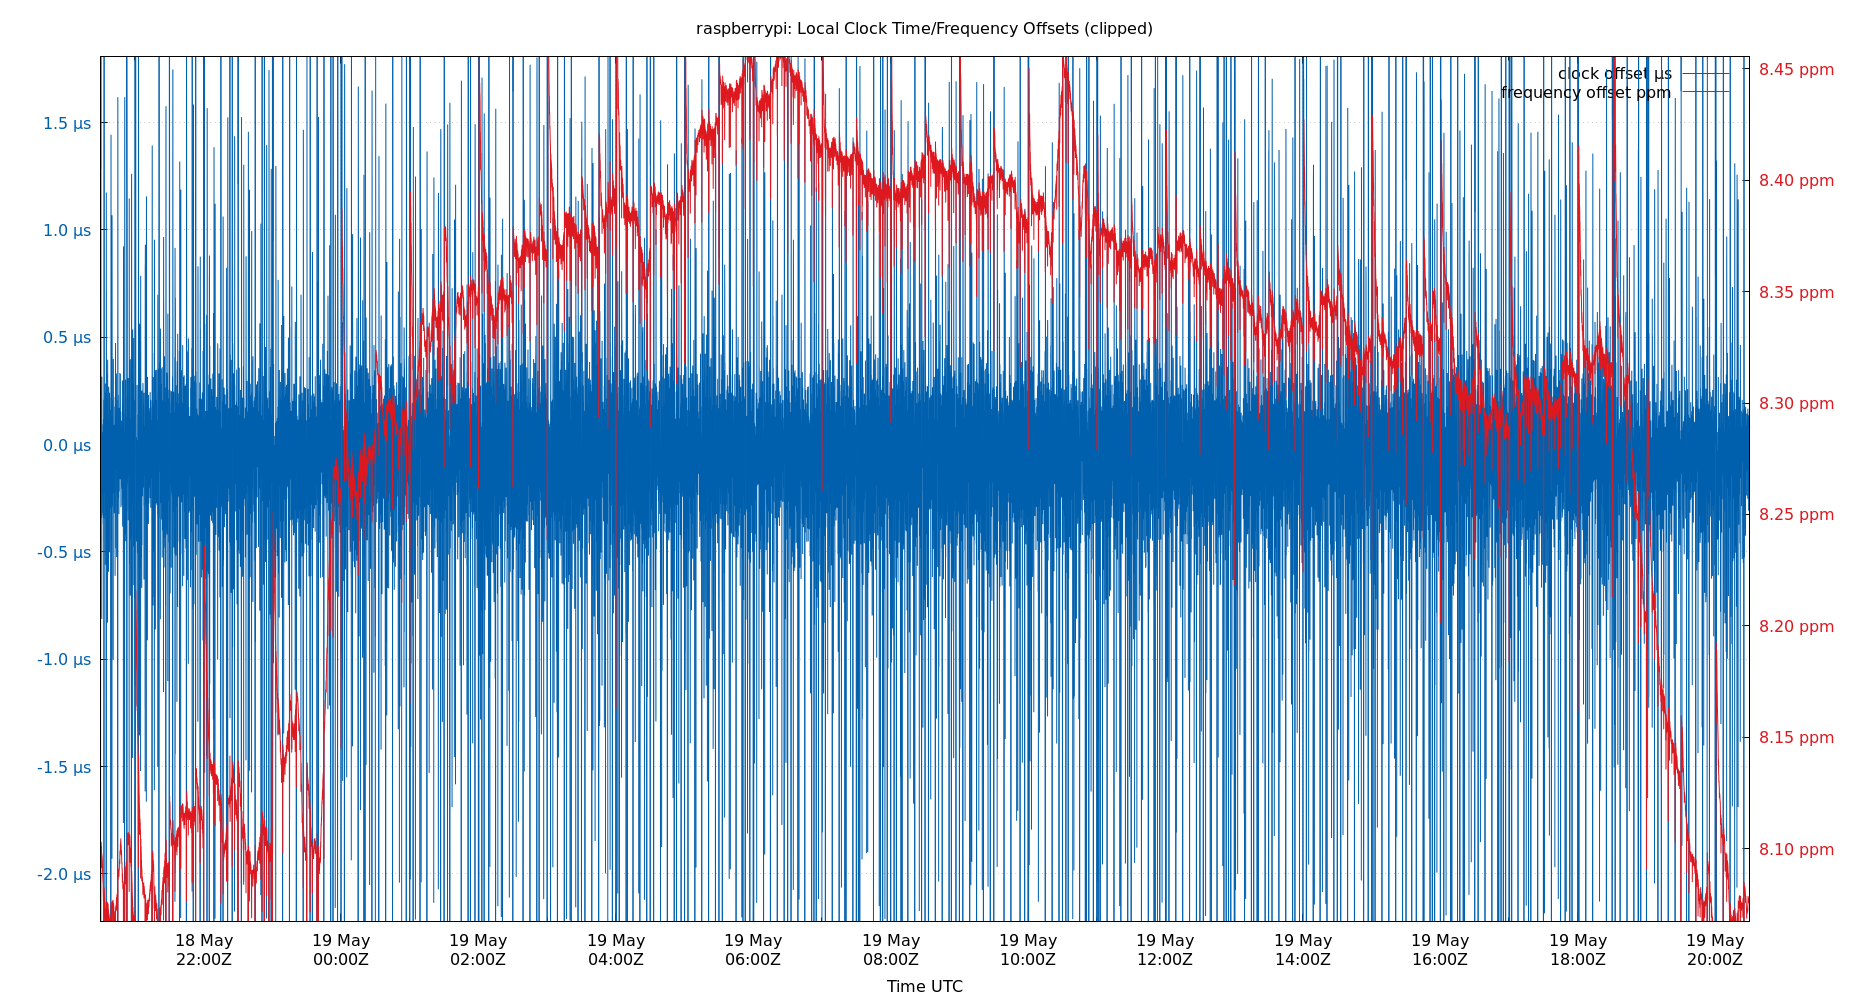 raspberrypi: Local Clock Time/Frequency Offsets (clipped)
clock offset µs
frequency offset ppm
1.5 µs
1.0 µs
0.5 µs
0.0 µs
-0.5 µs
-1.0 µs
-1.5 µs
-2.0 µs
8.45 ppm
8.40 ppm
8.35 ppm
8.30 ppm
8.25 ppm
8.20 ppm
8.15 ppm
8.10 ppm
18 May 19 May 19 May 19 May 19 May 19 May 19 May 19 May 19 May 19 May 19 May 19 May
22:00Z 00:00Z 02:00Z 04:00Z 06:00Z 08:00Z 10:00Z 12:00Z 14:00Z 16:00Z 18:00Z 20:00Z
Time UTC